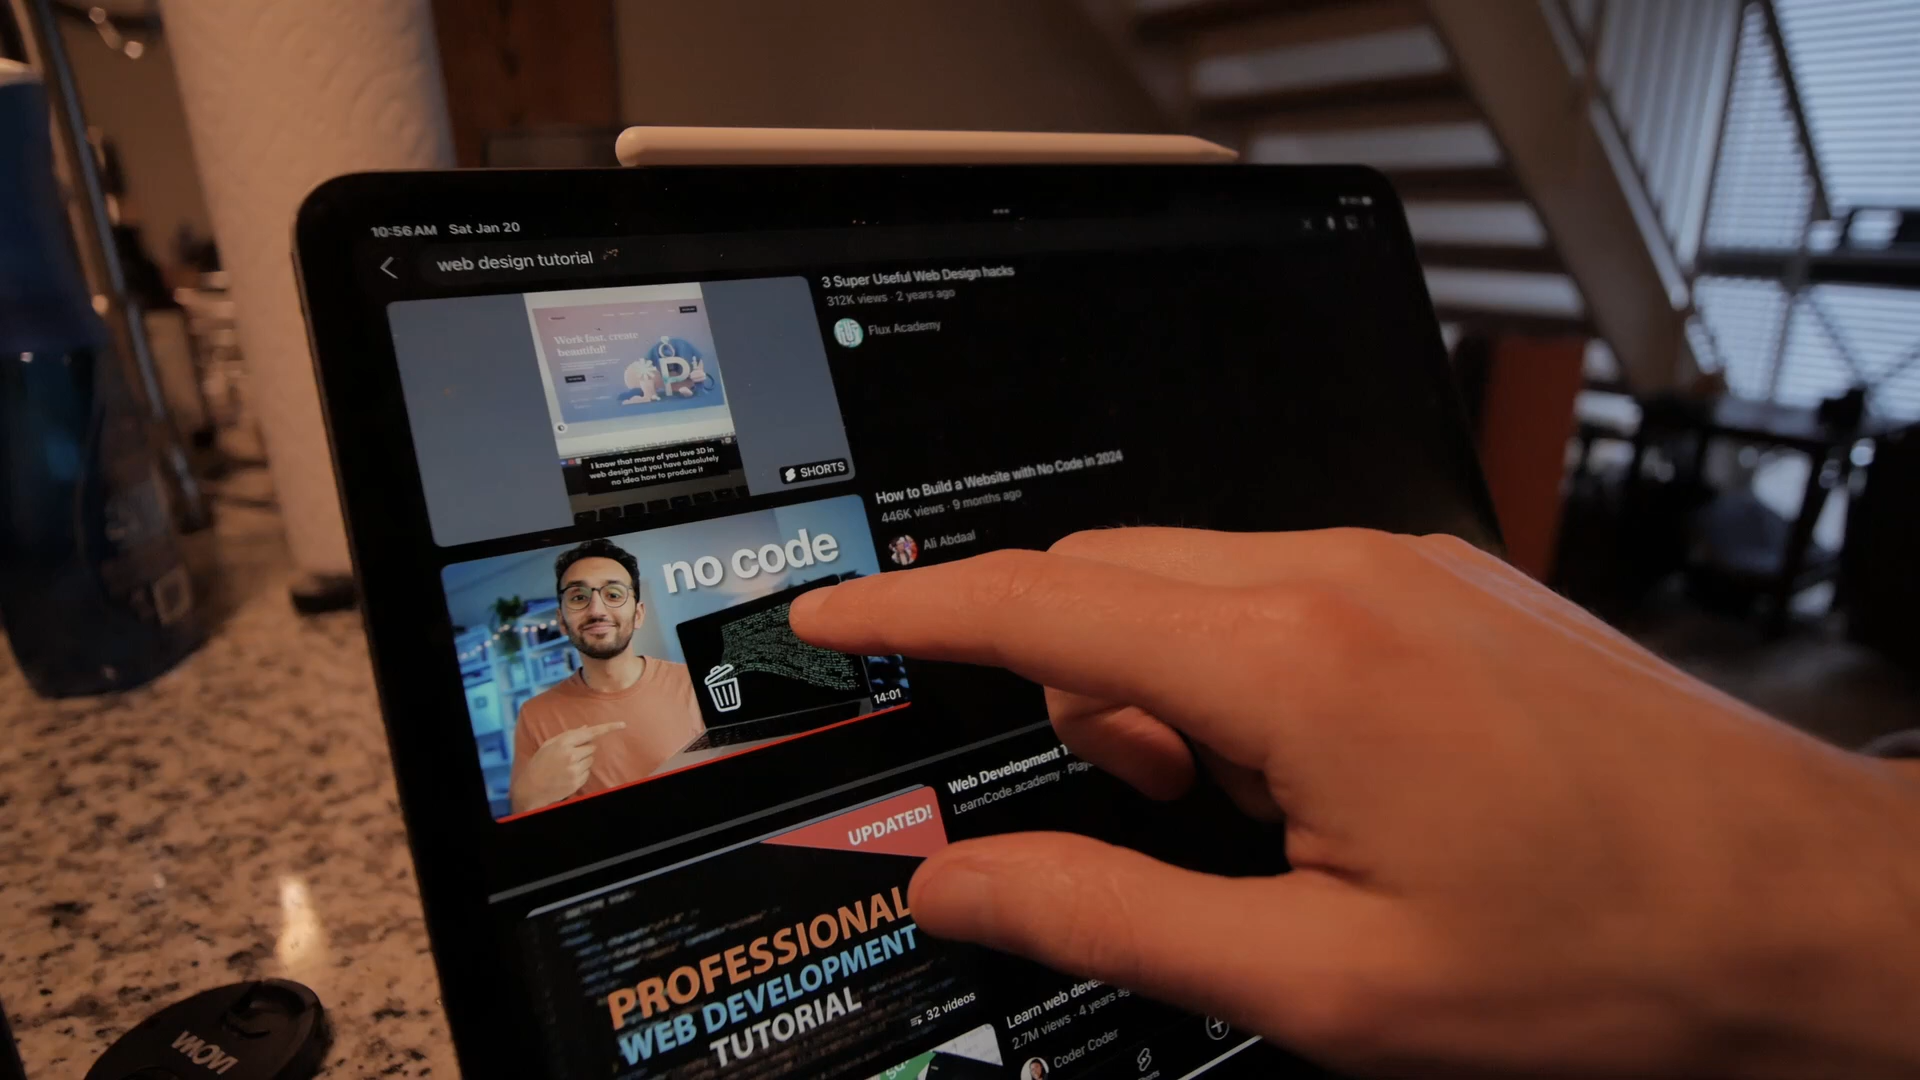 10:56AM Sat Jan 20
web design tutorial
3 Super Useful Web Design hacks
312K views · 2 years ago
Flux Academy
Work fast, create
beautiful!
I know that many of you love 3D in
web design but you have absolutely
no idea how to produce it
SHORTS
How to Build a Website with No Code in 2024
446K views · 9 months ago
Ali Abdaal
no code
14:01
Web Development
LearnCode.academy
UPDATED!
PROFESSIONAL
WEB DEVELOPMENT
TUTORIAL
32 videos
Learn web
2.7M views · 4 years
Coder Coder